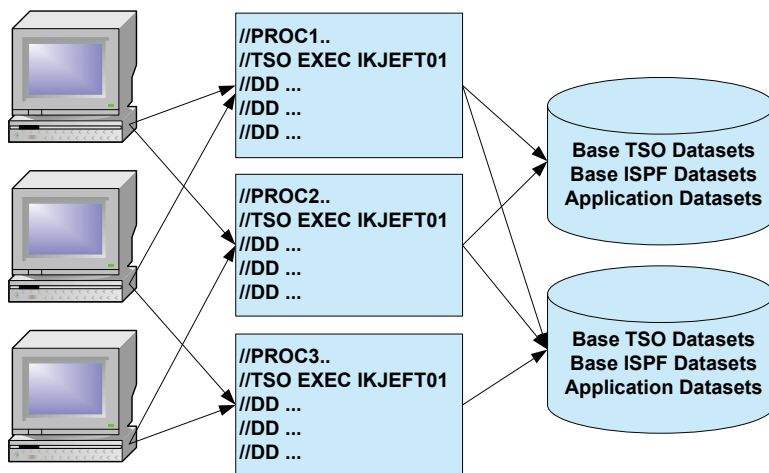 //PROC1..
//TSO EXEC IKJEFT01
//DD ...
//DD ...
//DD ...
//PROC2..
//TSO EXEC IKJEFT01
//DD ...
//DD ...
//DD ...
//PROC3..
//TSO EXEC IKJEFT01
//DD ...
//DD ...
//DD ...
Base TSO Datasets
Base ISPF Datasets
Application Datasets
Base TSO Datasets
Base ISPF Datasets
Application Datasets